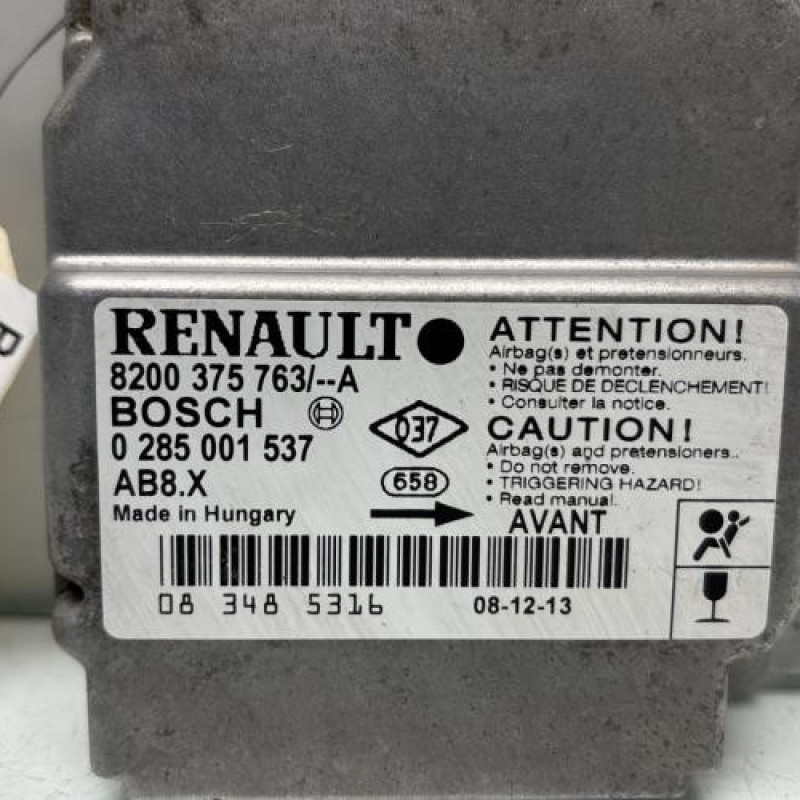 RENAULT
8200 375 763/--A
BOSCH
0 285 001 537
AB8.X
Made in Hungary
037
658
ATTENTION!
Airbag(s) et pretensionneurs.
• Ne pas demonter.
• RISQUE DE DECLENCHEMENT!
• Consulter la notice.
CAUTION!
Airbag(s) and pretensioners..
• Do not remove.
• TRIGGERING HAZARD!
• Read manual.
AVANT
08 348 5316
08-12-13